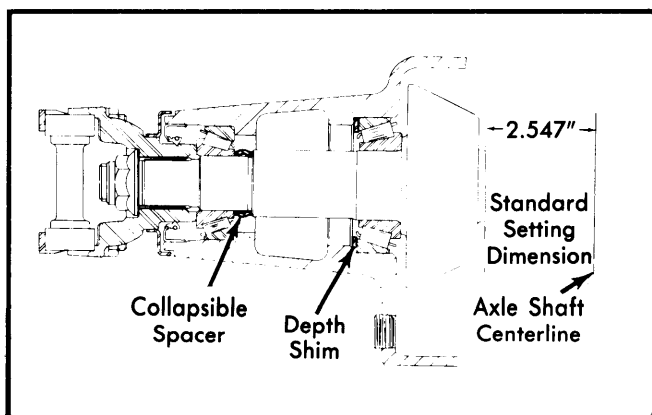 2.547"
Standard
Setting
Dimension
Collapsible
Spacer
Depth
Shim
Axle Shaft
Centerline